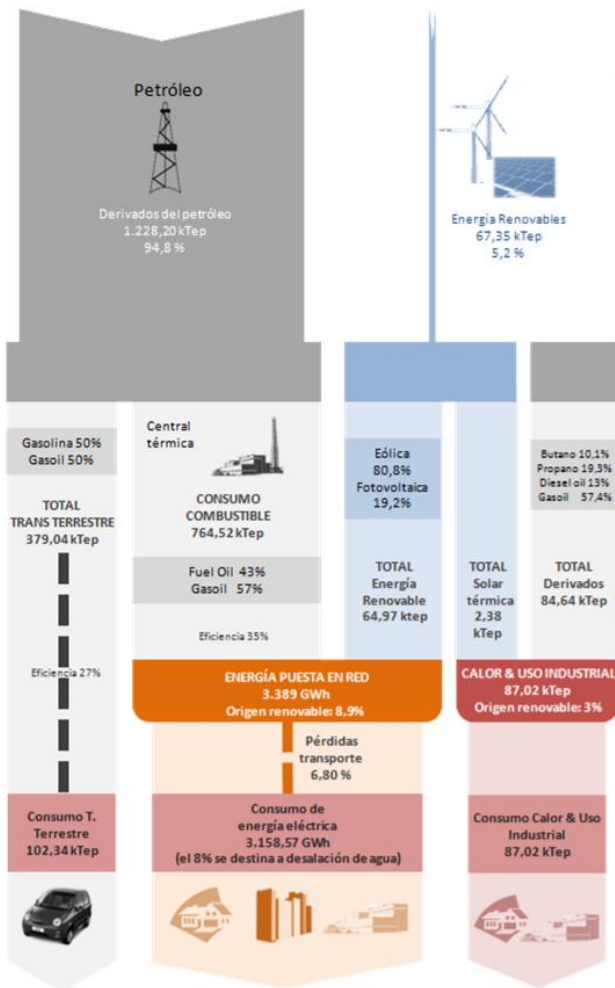 Petróleo
Derivados del petróleo
1.228,20 kTep
94,8 %
Energía Renovables
67,35 kTep
5,2 %
Gasolina 50%
Gasoil 50%
TOTAL
TRANS TERRESTRE
379,04 kTep
Eficiencia 27%
Central
térmica
CONSUMO
COMBUSTIBLE
764,52 kTep
Fuel Oil 43%
Gasoil 57%
Eficiencia 35%
Eólica
80,8%
Fotovoltaica
19,2%
TOTAL
Energía
Renovable
64,97 ktep
TOTAL
Solar
térmica
2,38
kTep
Butano 10,1%
Propano 19,3%
Diesel oil 13%
Gasoil 57,4%
TOTAL
Derivados
84,64 kTep
ENERGÍA PUESTA EN RED
3.389 GWh
Origen renovable: 8,9%
CALOR & USO INDUSTRIAL
87,02 kTep
Origen renovable: 3%
Pérdidas
transporte
6,80 %
Consumo T.
Terrestre
102,34 kTep
Consumo de
energía eléctrica
3.158,57 GWh
(el 8% se destina a desalación de agua)
Consumo Calor & Uso
Industrial
87,02 kTep